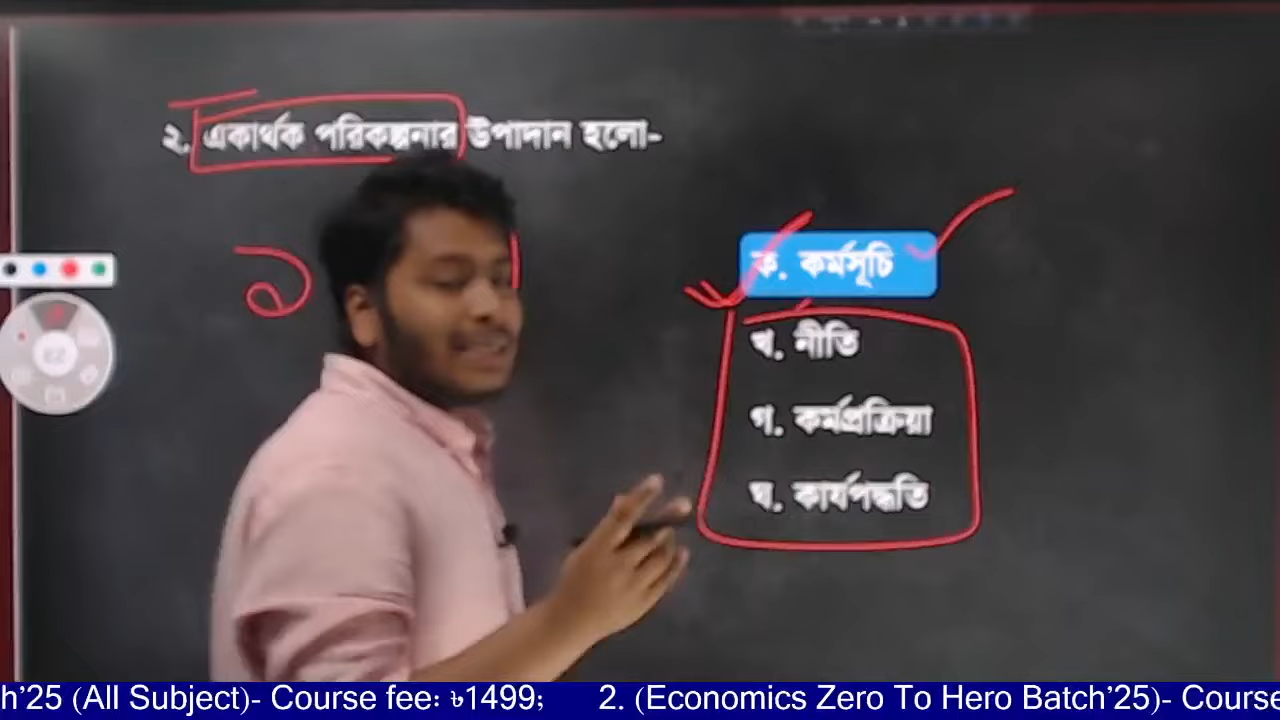 ২. একার্থক পরিকল্পনার উপাদান হলো-
১
ক. কর্মসূচি
খ. নীতি
গ. কর্মপ্রক্রিয়া
ঘ. কার্যপদ্ধতি
h'25 (All Subject)- Course fee: ৳1499; 2. (Economics Zero To Hero Batch'25)- Course